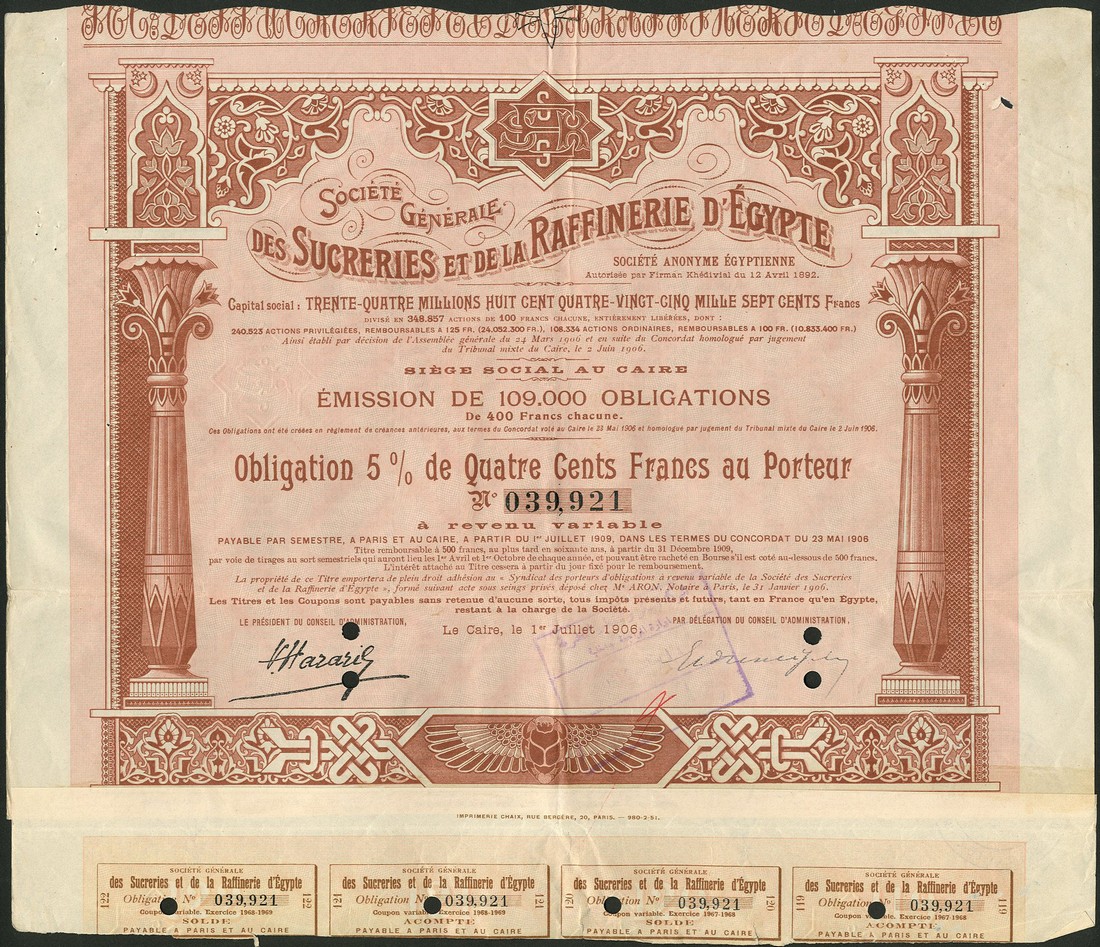 SOCIÉTÉ GÉNÉRALE
DES SUCRERIES ET DE LA RAFFINERIE D'ÉGYPTE
SOCIÉTÉ ANONYME ÉGYPTIENNE
Autorisée par Firman Khédivial du 12 Avril 1892.
Capital social : TRENTE-QUATRE MILLIONS HUIT CENT QUATRE-VINGT-CINQ MILLE SEPT CENTS Francs
DIVISÉ EN 348.857 ACTIONS DE 100 FRANCS CHACUNE, ENTIÈREMENT LIBÉRÉES, DONT :
240.523 ACTIONS PRIVILÉGIÉES, REMBOURSABLES A 125 FR. (24.052.300 FR.), 108.334 ACTIONS ORDINAIRES, REMBOURSABLES A 100 FR. (10.833.400 FR.)
Ainsi établi par décision de l'Assemblée générale du 24 Mars 1906 et en suite du Concordat homologué par jugement
du Tribunal mixte du Caire, le 2 Juin 1906.
SIÈGE SOCIAL AU CAIRE
ÉMISSION DE 109.000 OBLIGATIONS
De 400 Francs chacune.
Ces Obligations ont été créées en règlement de créances antérieures, aux termes du Concordat voté au Caire le 23 Mai 1906 et homologué par jugement du Tribunal mixte du Caire le 2 Juin 1906.
Obligation 5% de Quatre Cents Francs au Porteur
N° 039,921
à revenu variable
PAYABLE PAR SEMESTRE, A PARIS ET AU CAIRE, A PARTIR DU 1er JUILLET 1909, DANS LES TERMES DU CONCORDAT DU 23 MAI 1906
Titre remboursable à 500 francs, au plus tard en soixante ans, à partir du 31 Décembre 1909,
par voie de tirages au sort semestriels qui auront lieu les 1er Avril et 1er Octobre de chaque année, et pouvant être racheté en Bourse s'il est coté au-dessous de 500 francs.
L'intérêt attaché au Titre cessera à partir du jour fixé pour le remboursement.
La propriété de ce Titre emportera de plein droit adhésion au « Syndicat des porteurs d'obligations à revenu variable de la Société des Sucreries
et de la Raffinerie d'Égypte », formé suivant acte sous seings privés déposé chez Me ARON, Notaire à Paris, le 31 Janvier 1906.
Les Titres et les Coupons sont payables sans retenue d'aucune sorte, tous impôts présents et futurs, tant en France qu'en Égypte,
restant à la charge de la Société.
LE PRÉSIDENT DU CONSEIL D'ADMINISTRATION,
Le Caire, le 1er Juillet 1906.
PAR DÉLÉGATION DU CONSEIL D'ADMINISTRATION,
IMPRIMERIE CHAIX, RUE BERGÈRE, 20, PARIS. — 980-2-51.
122
SOCIÉTÉ GÉNÉRALE
des Sucreries et de la Raffinerie d'Égypte
Obligation N° 039,921
Coupon variable. Exercice 1968-1969
SOLDE
PAYABLE A PARIS ET AU CAIRE
122
121
SOCIÉTÉ GÉNÉRALE
des Sucreries et de la Raffinerie d'Égypte
Obligation N° 039,921
Coupon variable. Exercice 1968-1969
ACOMPTE
PAYABLE A PARIS ET AU CAIRE
121
120
SOCIÉTÉ GÉNÉRALE
des Sucreries et de la Raffinerie d'Égypte
Obligation N° 039,921
Coupon variable. Exercice 1967-1968
SOLDE
PAYABLE A PARIS ET AU CAIRE
120
119
SOCIÉTÉ GÉNÉRALE
des Sucreries et de la Raffinerie d'Égypte
Obligation N° 039,921
Coupon variable. Exercice 1967-1968
ACOMPTE
PAYABLE A PARIS ET AU CAIRE
119